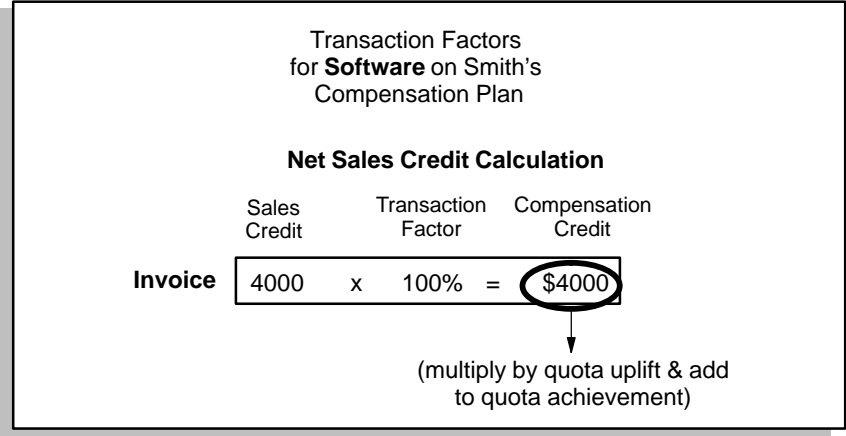 Transaction Factors
for Software on Smith's
Compensation Plan
Net Sales Credit Calculation
Sales Transaction Compensation
Credit Factor Credit
Invoice 4000 x 100% = $4000
(multiply by quota uplift & add
to quota achievement)